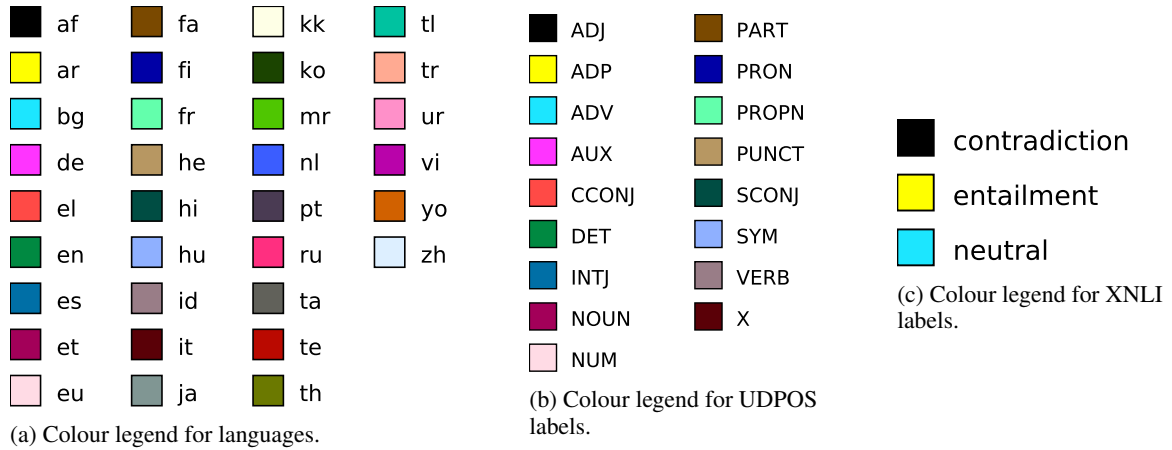 af
ar
bg
de
el
en
es
et
eu
fa
fi
fr
he
hi
hu
id
it
ja
kk
ko
mr
nl
pt
ru
ta
te
th
tl
tr
ur
vi
yo
zh
(a) Colour legend for languages.
ADJ
ADP
ADV
AUX
CCONJ
DET
INTJ
NOUN
NUM
PART
PRON
PROPN
PUNCT
SCONJ
SYM
VERB
X
(b) Colour legend for UDPOS
labels.
contradiction
entailment
neutral
(c) Colour legend for XNLI
labels.